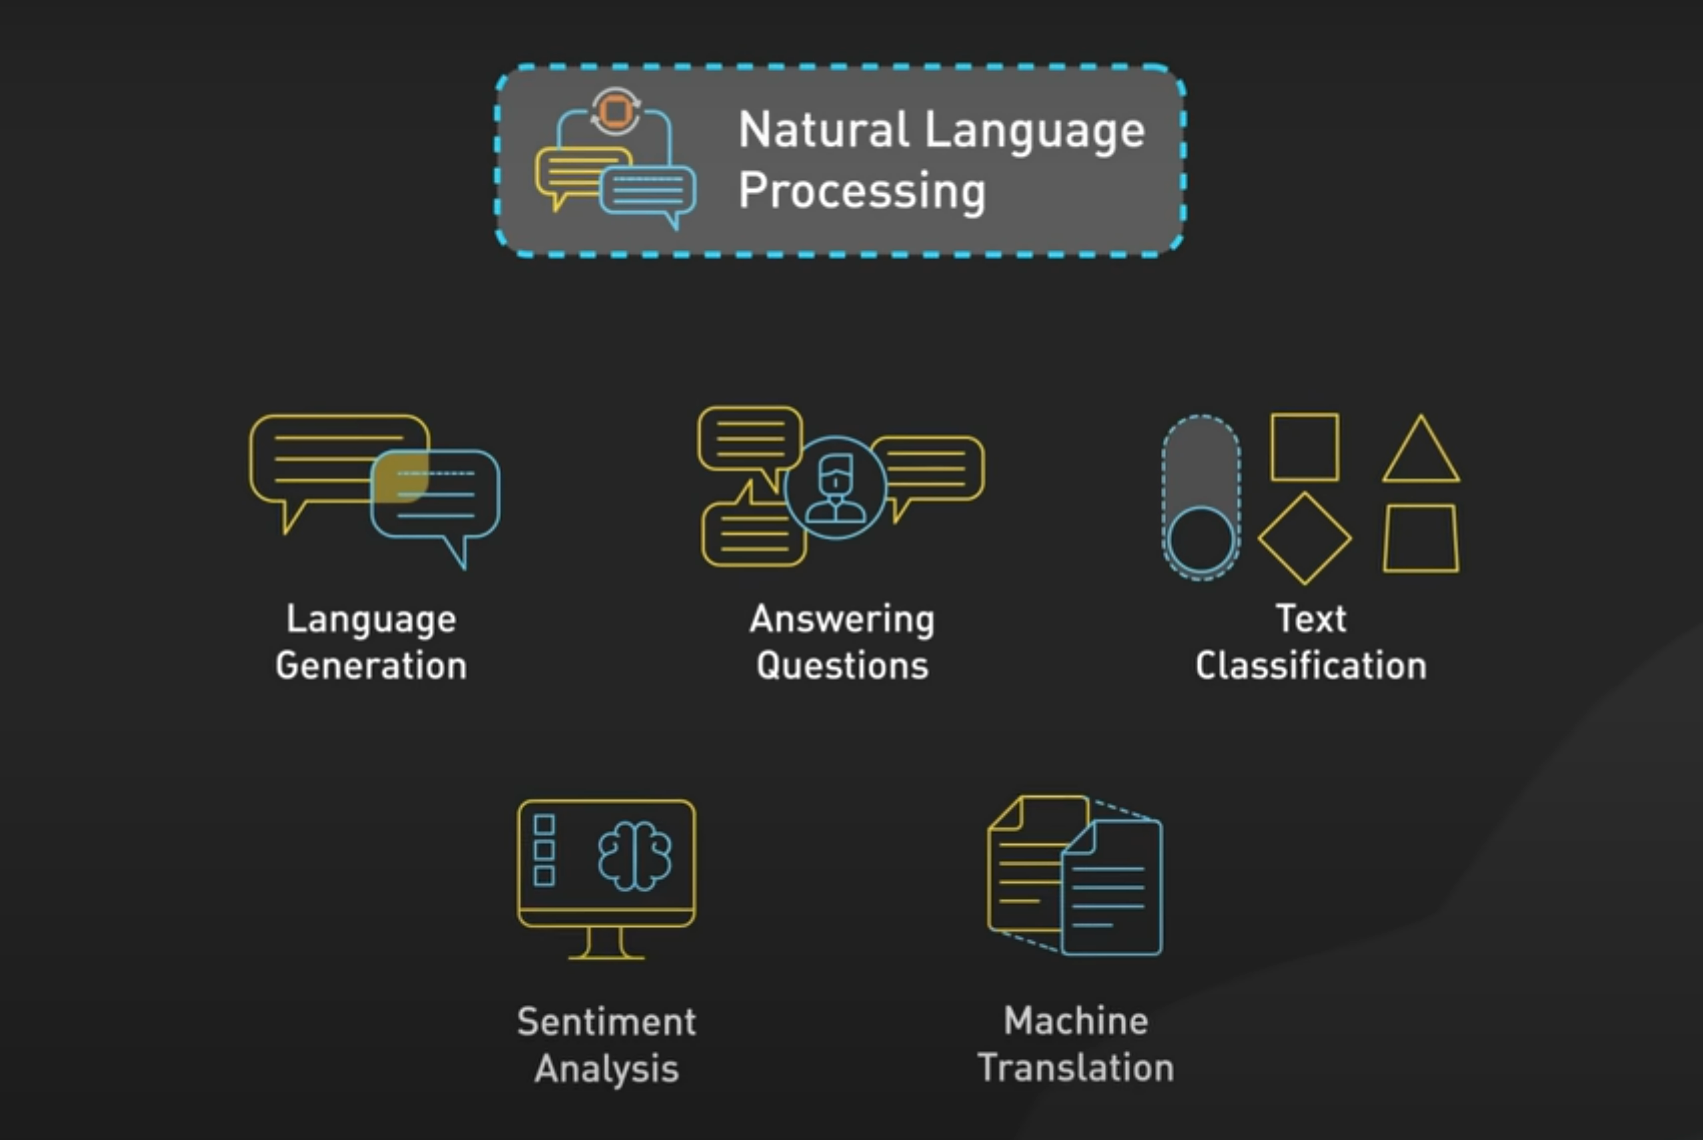 Natural Language
Processing
Language
Generation
Answering
Questions
Text
Classification
Sentiment
Analysis
Machine
Translation